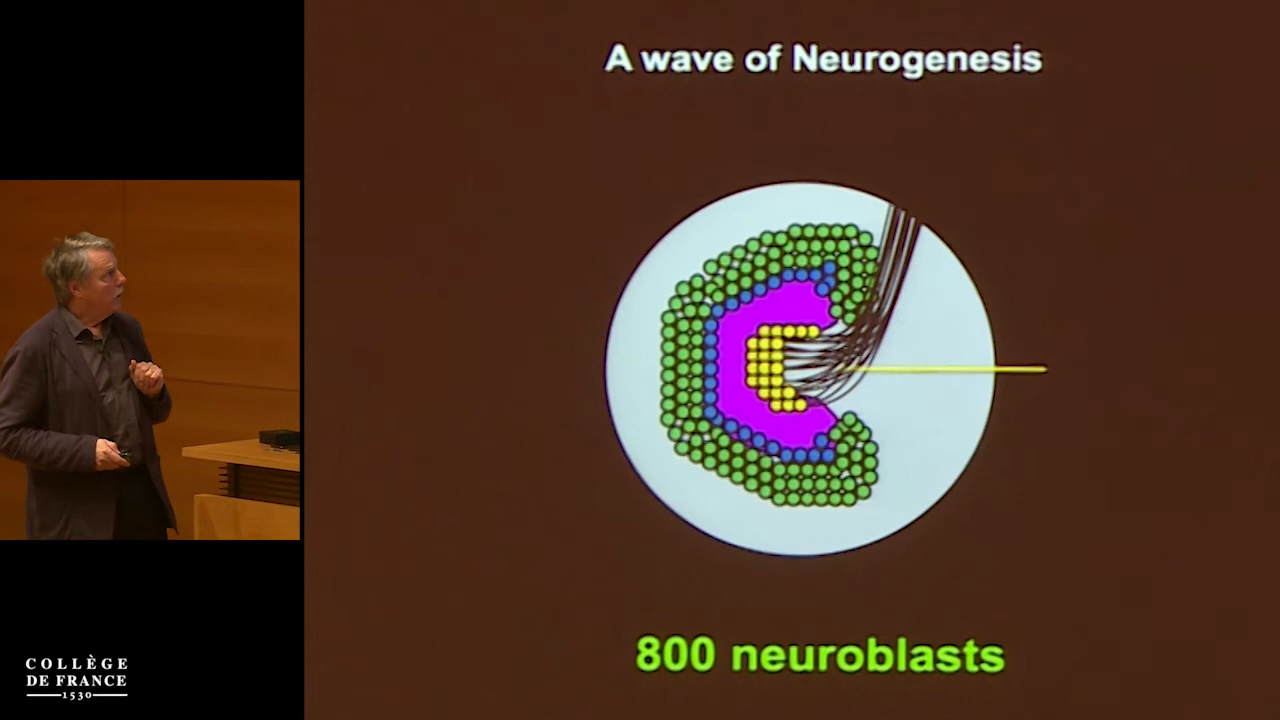 A wave of Neurogenesis
800 neuroblasts
COLLÈGE
DE FRANCE
1530